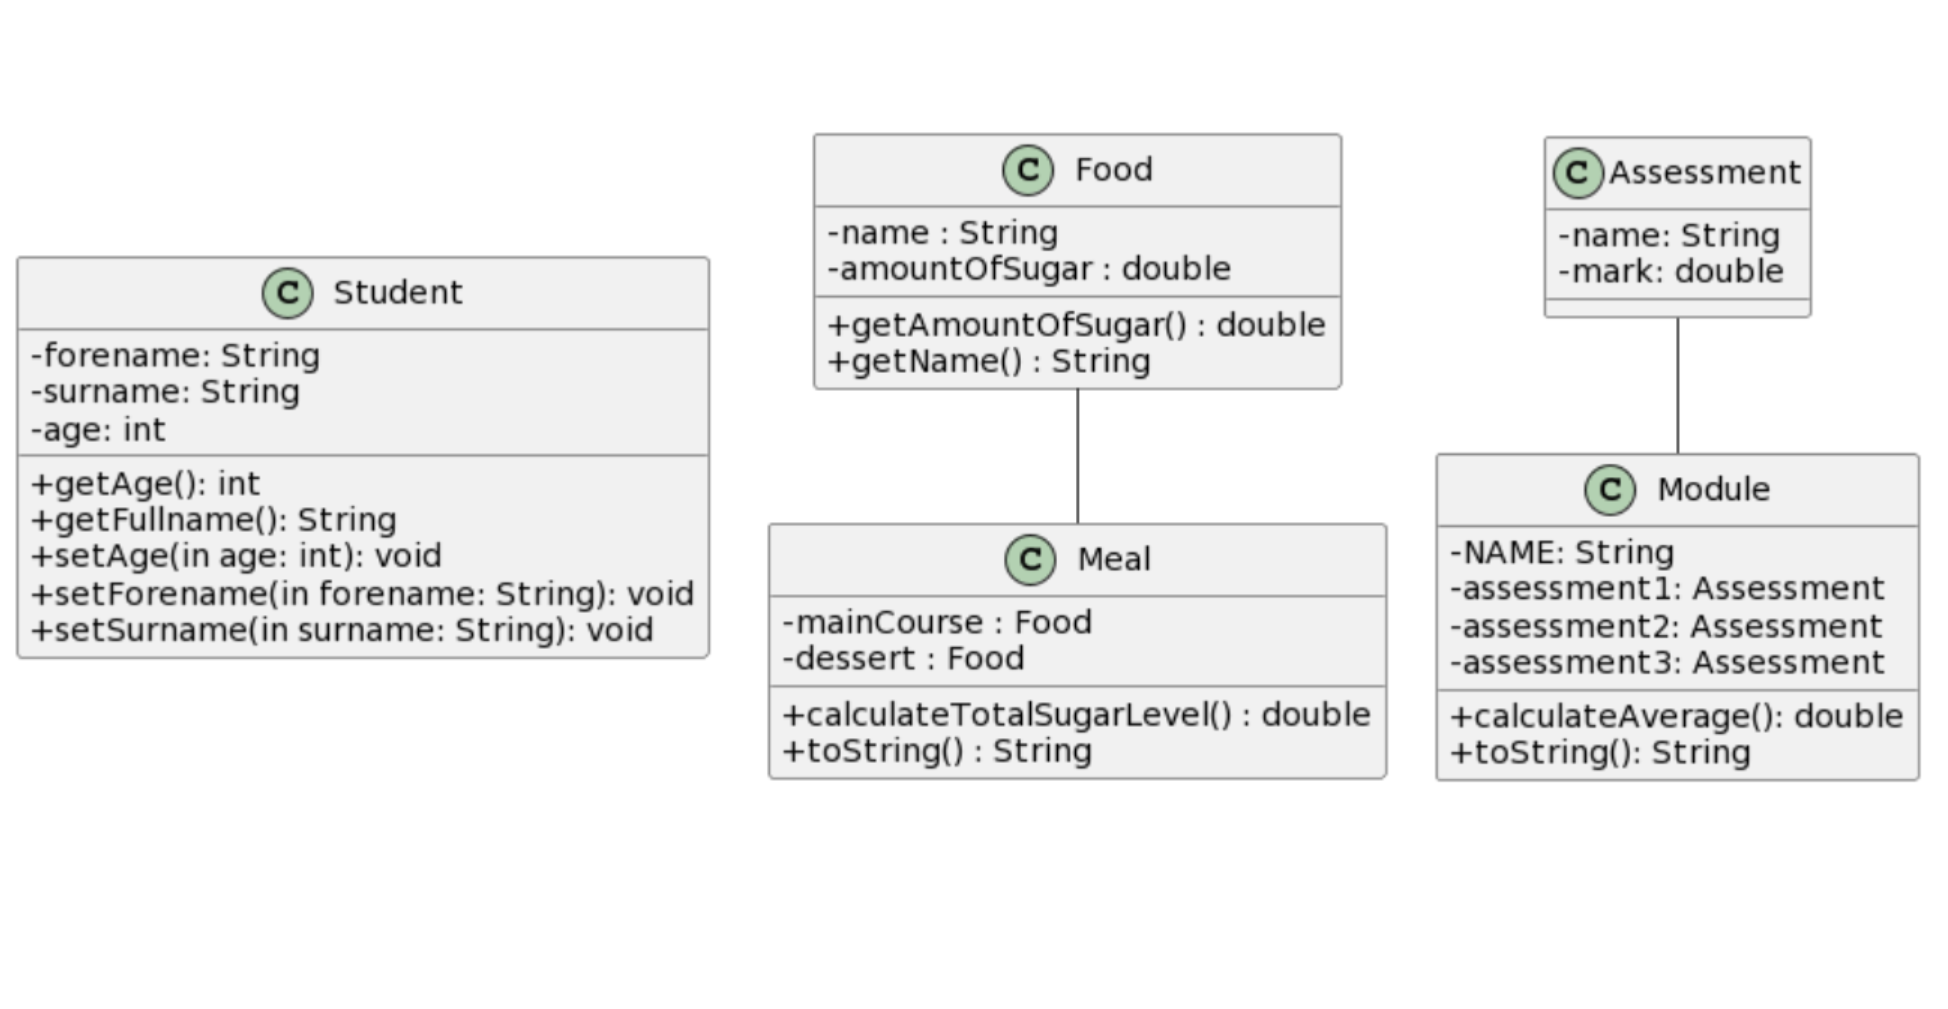 C Student
-forename: String
-surname: String
-age: int
+getAge(): int
+getFullname(): String
+setAge(in age: int): void
+setForename(in forename: String): void
+setSurname(in surname: String): void
C Food
-name : String
-amountOfSugar : double
+getAmountOfSugar() : double
+getName() : String
C Meal
-mainCourse : Food
-dessert : Food
+calculateTotalSugarLevel() : double
+toString() : String
C Assessment
-name: String
-mark: double
C Module
-NAME: String
-assessment1: Assessment
-assessment2: Assessment
-assessment3: Assessment
+calculateAverage(): double
+toString(): String